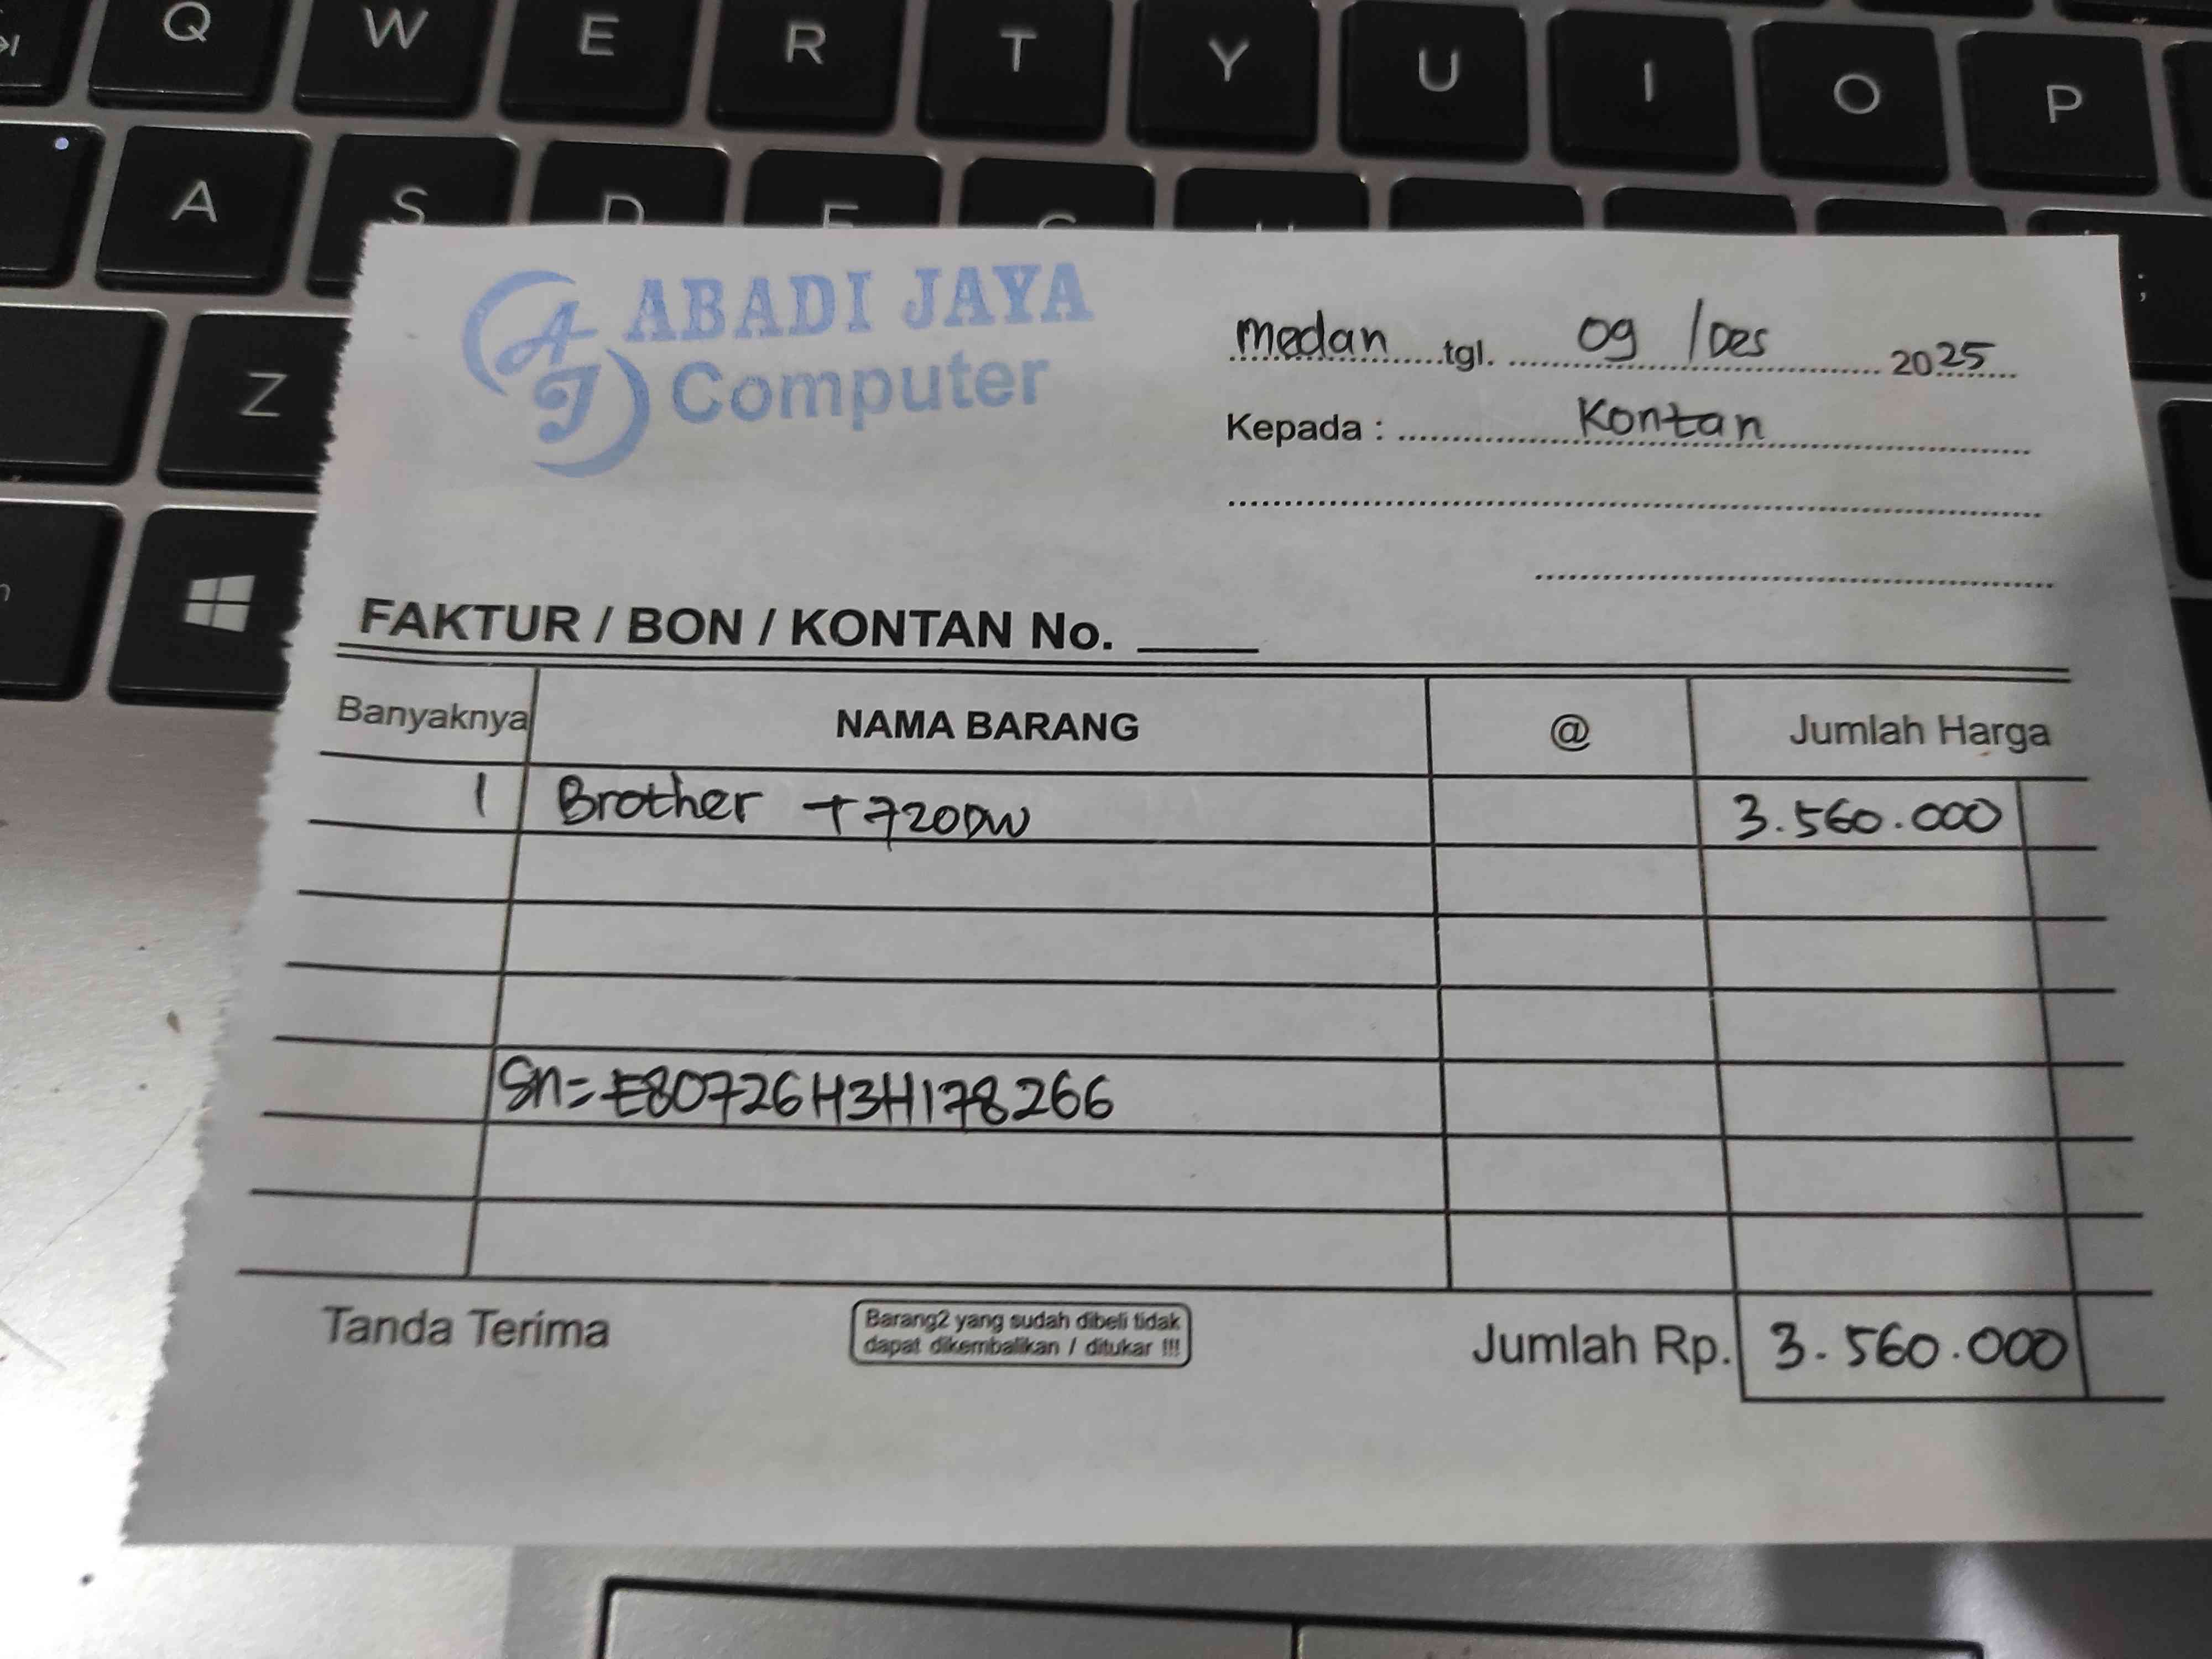 Q W E R T Y U I O P
A S D F G H ;
Z
ABADI JAYA
Computer
AJ
Medan tgl. 09 / Des 2025
Kepada : Kontan
FAKTUR / BON / KONTAN No.
Banyaknya NAMA BARANG @ Jumlah Harga
1 Brother T720DW 3.560.000
Sn=E80726H3H178266
Tanda Terima
Barang2 yang sudah dibeli tidak
dapat dikembalikan / ditukar !!!
Jumlah Rp. 3.560.000